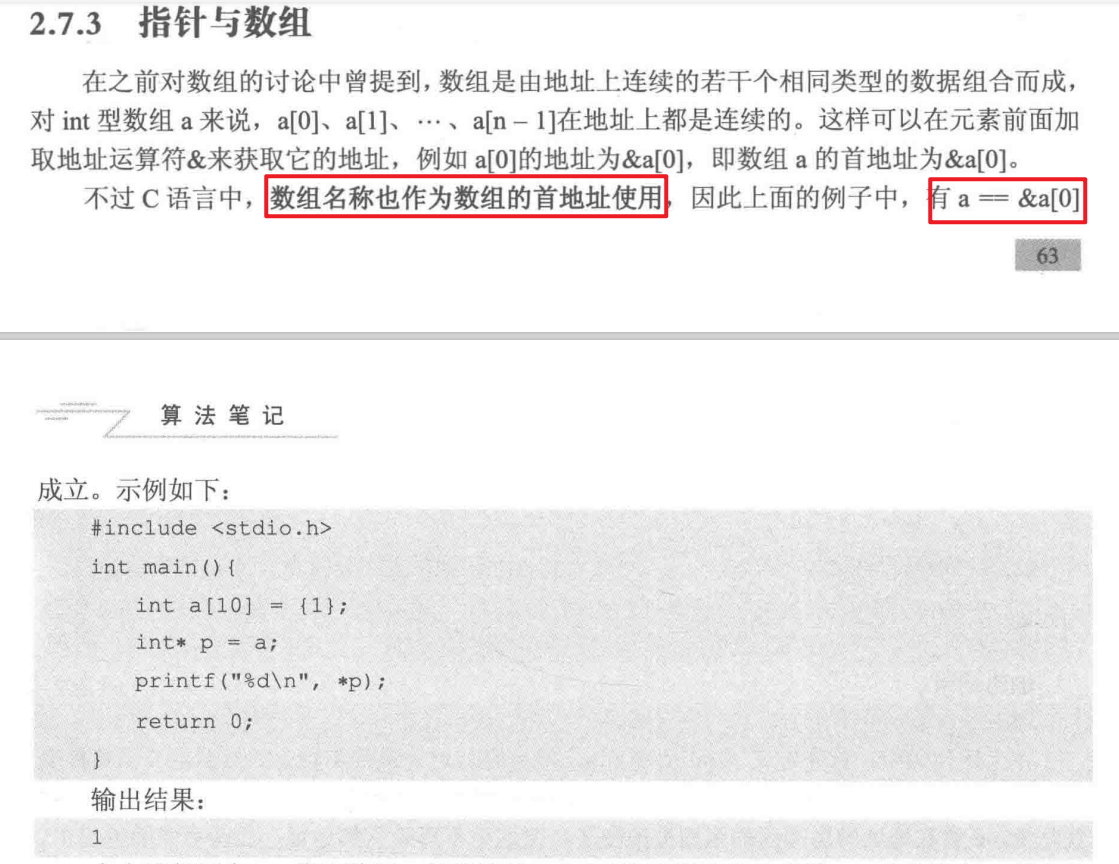 2.7.3 指针与数组
在之前对数组的讨论中曾提到，数组是由地址上连续的若干个相同类型的数据组合而成，
对 int 型数组 a 来说，a[0]、a[1]、…、a[n – 1]在地址上都是连续的。这样可以在元素前面加
取地址运算符&来获取它的地址，例如 a[0]的地址为&a[0]，即数组 a 的首地址为&a[0]。
不过 C 语言中，数组名称也作为数组的首地址使用，因此上面的例子中，有 a == &a[0]
63
算法笔记
成立。示例如下：
#include <stdio.h>
int main(){
int a[10] = {1};
int* p = a;
printf("%d\n", *p);
return 0;
}
输出结果：
1